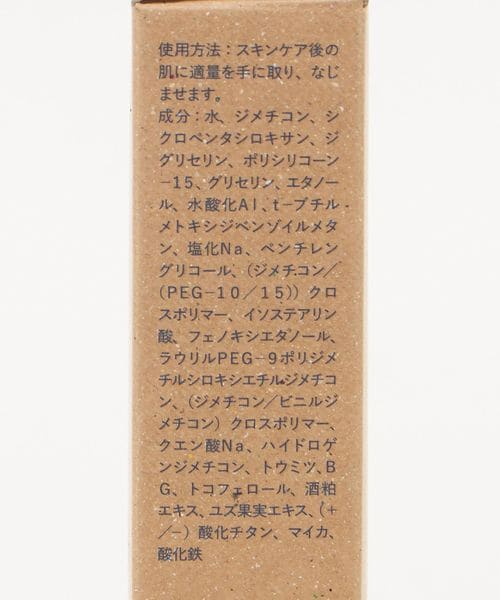 使用方法：スキンケア後の
肌に適量を手に取り、なじ
ませます。
成分：水、ジメチコン、シ
クロペンタシロキサン、ジ
グリセリン、ポリシリコーン
−15、グリセリン、エタノー
ル、水酸化Al、t−ブチル
メトキシジベンゾイルメタ
ン、塩化Na、ペンチレン
グリコール、（ジメチコン／
（PEG−10／15））クロ
スポリマー、イソステアリン
酸、フェノキシエタノール、
ラウリルPEG−9ポリジメ
チルシロキシエチルジメチコ
ン、（ジメチコン／ビニルジ
メチコン）クロスポリマー、
クエン酸Na、ハイドロゲ
ンジメチコン、トウミツ、B
G、トコフェロール、酒粕
エキス、ユズ果実エキス、（＋
／−）酸化チタン、マイカ、
酸化鉄